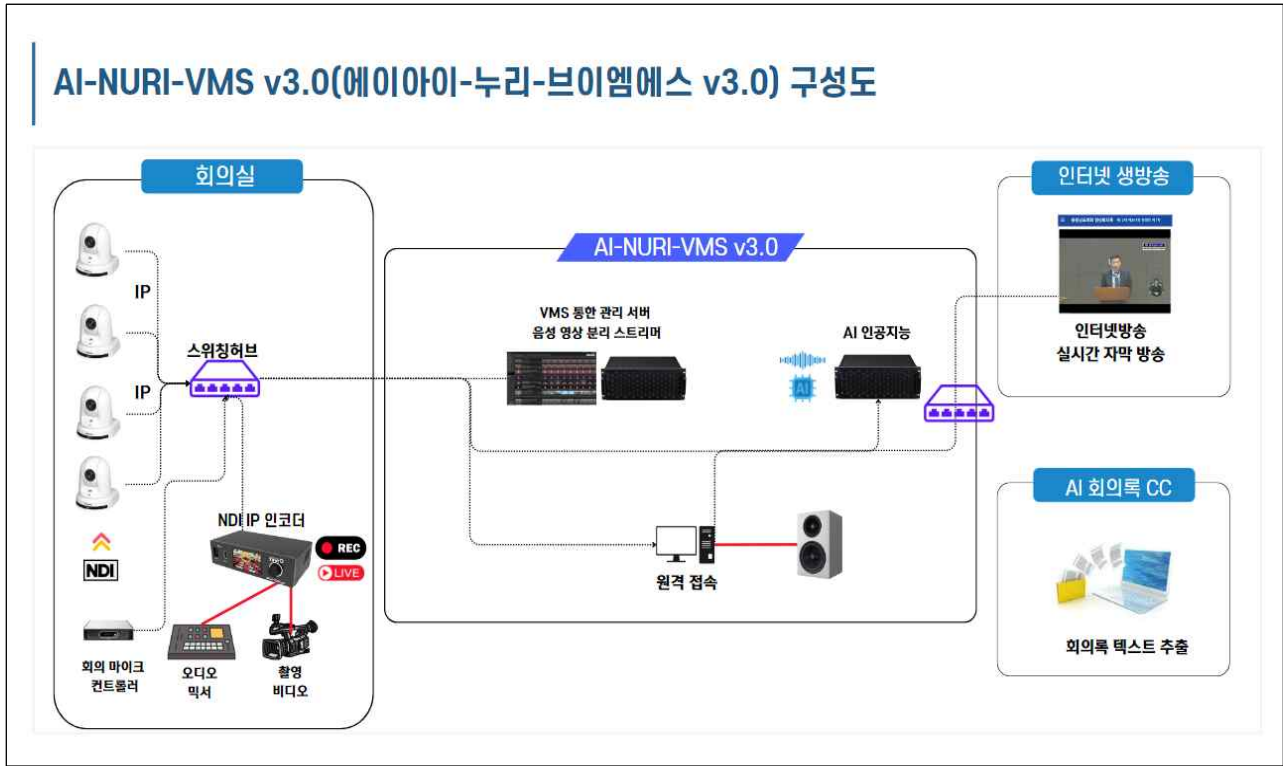 AI-NURI-VMS v3.0(에이아이-누리-브이엠에스 v3.0) 구성도
회의실
IP
IP
스위칭허브
NDI IP 인코더
REC
LIVE
NDI
회의 마이크
컨트롤러
오디오
믹서
촬영
비디오
AI-NURI-VMS v3.0
VMS 통한 관리 서버
음성 영상 분리 스트리머
AI 인공지능
AI
원격 접속
인터넷 생방송
인터넷방송
실시간 자막 방송
AI 회의록 CC
회의록 텍스트 추출